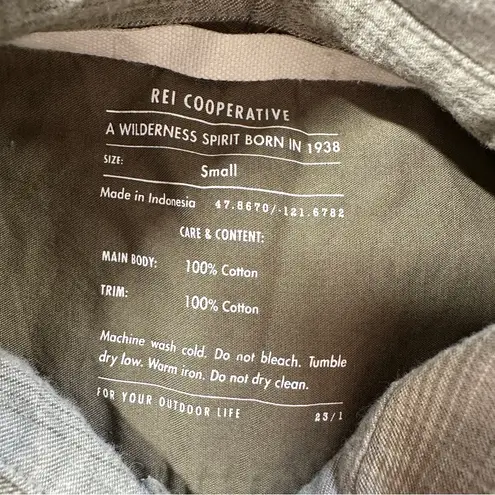 REI COOPERATIVE
A WILDERNESS SPIRIT BORN IN 1938
SIZE: Small
Made in Indonesia 47.8670/-121.6782
CARE & CONTENT:
MAIN BODY: 100% Cotton
TRIM: 100% Cotton
Machine wash cold. Do not bleach. Tumble
dry low. Warm iron. Do not dry clean.
FOR YOUR OUTDOOR LIFE 23/1